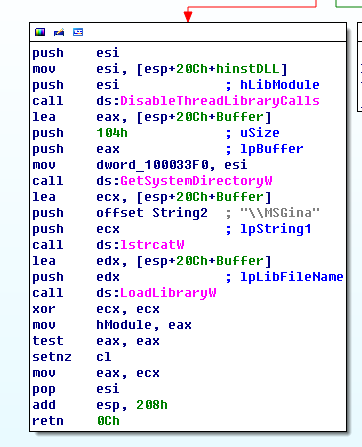 push esi
mov esi, [esp+20Ch+hinstDLL]
push esi ; hLibModule
call ds:DisableThreadLibraryCalls
lea eax, [esp+20Ch+Buffer]
push 104h ; uSize
push eax ; lpBuffer
mov dword_100033F0, esi
call ds:GetSystemDirectoryW
lea ecx, [esp+20Ch+Buffer]
push offset String2 ; "\\MSGina"
push ecx ; lpString1
call ds:lstrcatW
lea edx, [esp+20Ch+Buffer]
push edx ; lpLibFileName
call ds:LoadLibraryW
xor ecx, ecx
mov hModule, eax
test eax, eax
setnz cl
mov eax, ecx
pop esi
add esp, 208h
retn 0Ch